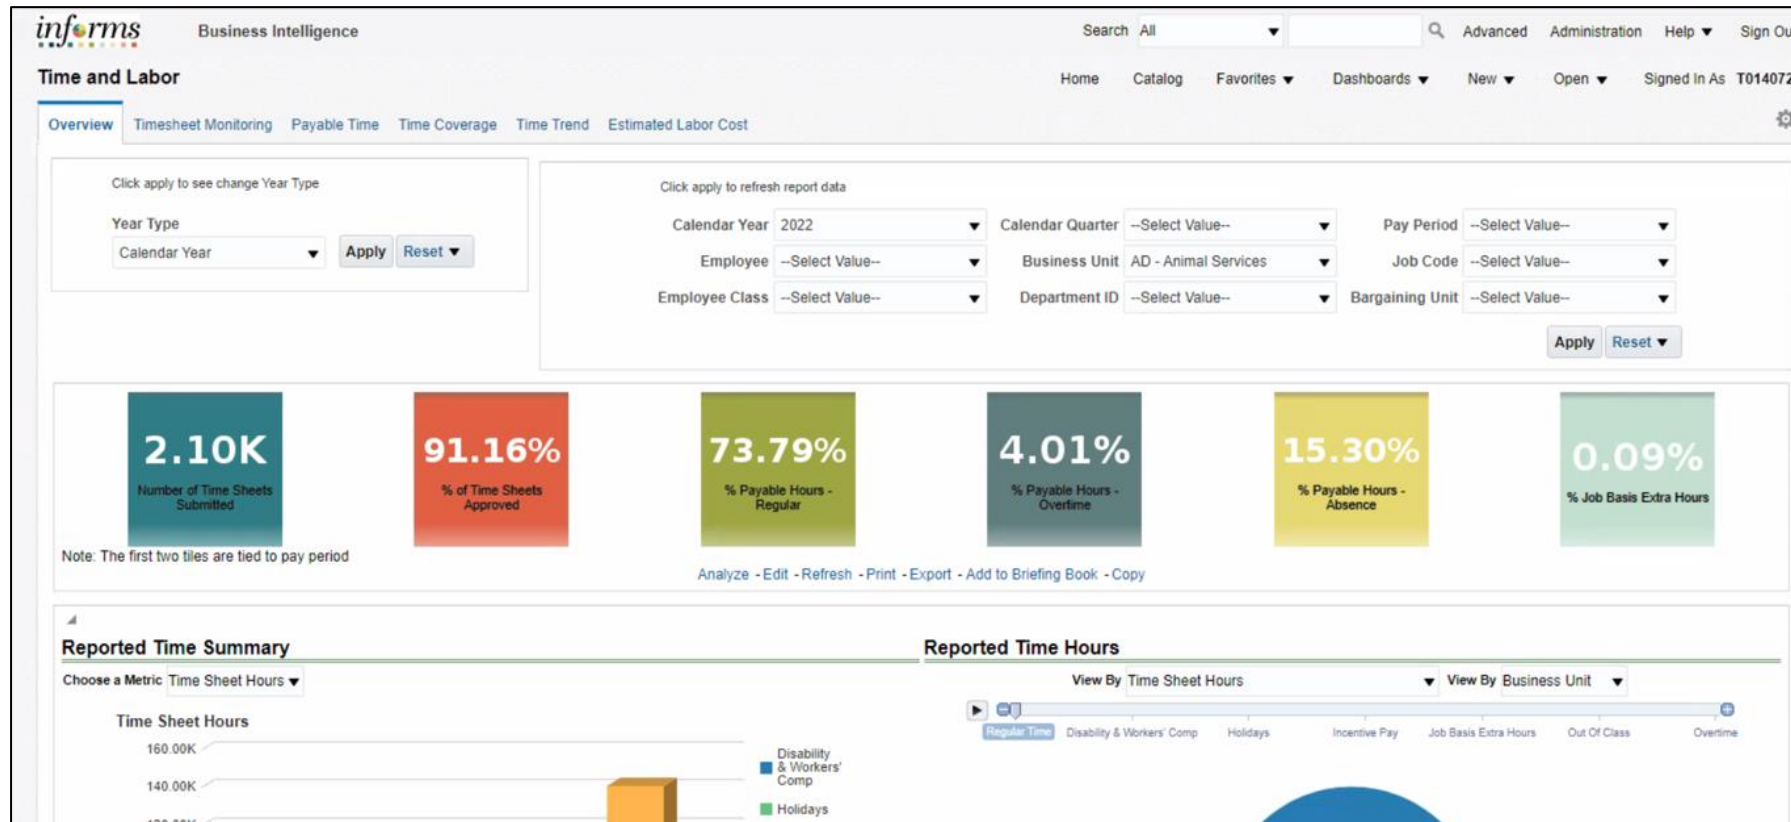 informs Business Intelligence Search All Advanced Administration Help Sign Ou
Time and Labor Home Catalog Favorites Dashboards New Open Signed In As T014072
Overview Timesheet Monitoring Payable Time Time Coverage Time Trend Estimated Labor Cost
Click apply to see change Year Type
Year Type
Calendar Year Apply Reset
Click apply to refresh report data
Calendar Year 2022 Calendar Quarter --Select Value-- Pay Period --Select Value--
Employee --Select Value-- Business Unit AD - Animal Services Job Code --Select Value--
Employee Class --Select Value-- Department ID --Select Value-- Bargaining Unit --Select Value--
Apply Reset
2.10K
Number of Time Sheets
Submitted
91.16%
% of Time Sheets
Approved
73.79%
% Payable Hours -
Regular
4.01%
% Payable Hours -
Overtime
15.30%
% Payable Hours -
Absence
0.09%
% Job Basis Extra Hours
Note: The first two tiles are tied to pay period
Analyze - Edit - Refresh - Print - Export - Add to Briefing Book - Copy
Reported Time Summary
Choose a Metric Time Sheet Hours
Time Sheet Hours
160.00K
140.00K
Disability
& Workers'
Comp
Holidays
Reported Time Hours
View By Time Sheet Hours View By Business Unit
Regular Time Disability & Workers' Comp Holidays Incentive Pay Job Basis Extra Hours Out Of Class Overtime